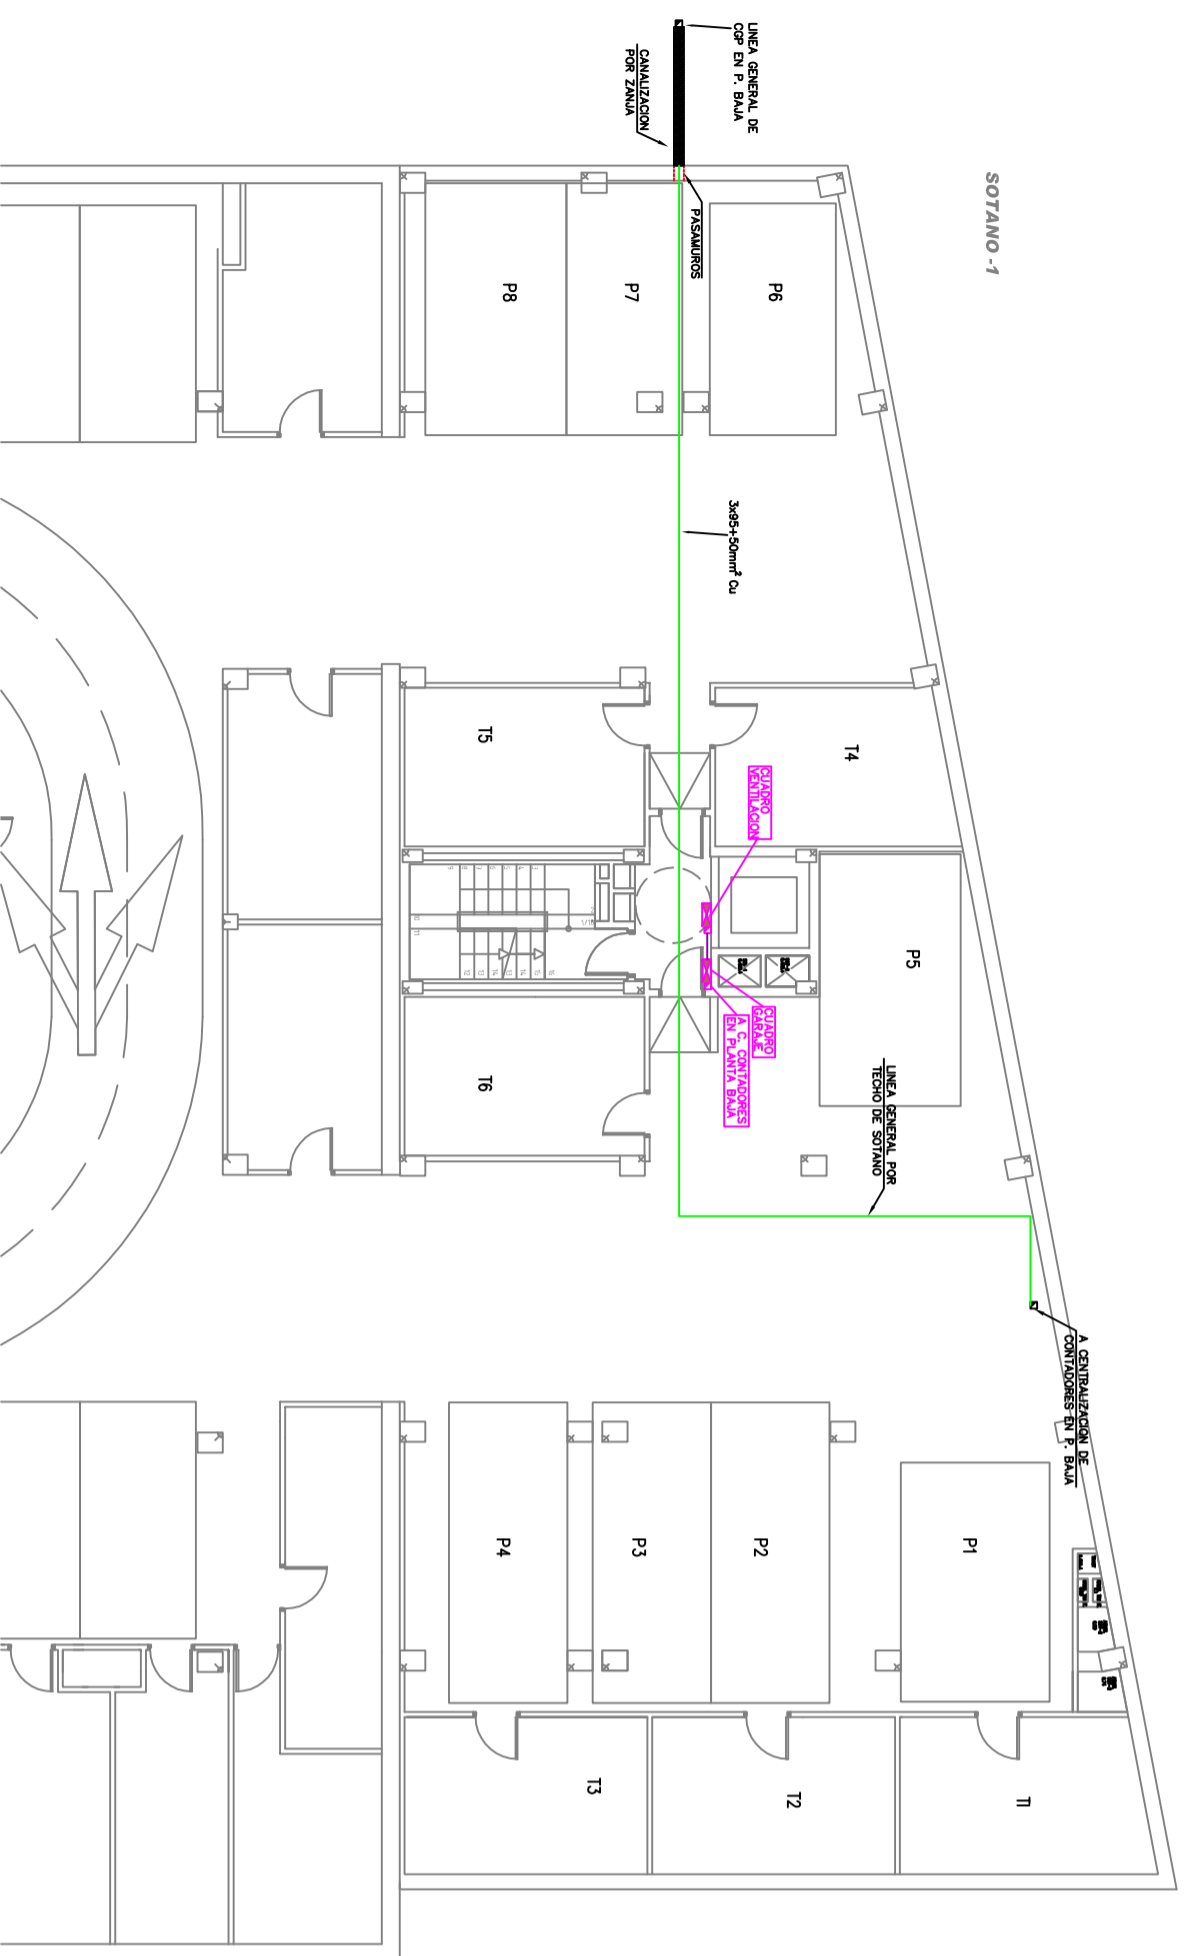 SOTANO -1
LINEA GENERAL DE
CGP EN P. BAJA
CANALIZACION
POR ZANJA
PASAMUROS
P6
P7
P8
3x95+50mm² Cu
T4
T5
CUADRO
VENTILACION
P5
CUADRO
GARAJE
A C. CONTADORES
EN PLANTA BAJA
T6
LINEA GENERAL POR
TECHO DE SOTANO
A CENTRALIZACION DE
CONTADORES EN P. BAJA
P1
P2
P3
P4
T1
T2
T3